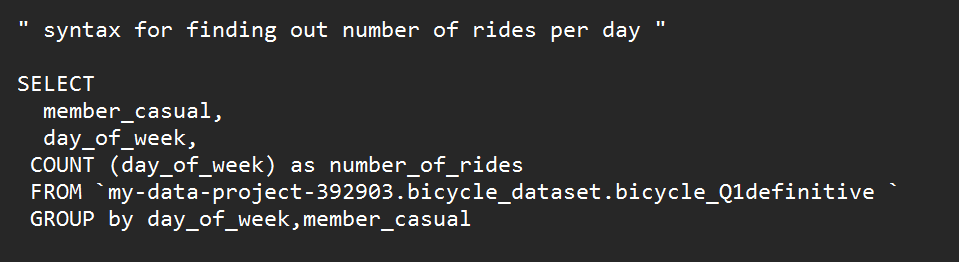 " syntax for finding out number of rides per day "
SELECT
member_casual,
day_of_week,
COUNT (day_of_week) as number_of_rides
FROM `my-data-project-392903.bicycle_dataset.bicycle_Q1definitive `
GROUP by day_of_week,member_casual